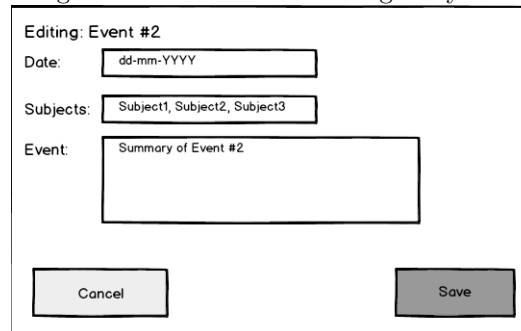 Editing: Event #2
Date: dd-mm-YYYY
Subjects: Subject1, Subject2, Subject3
Event: Summary of Event #2
Cancel Save